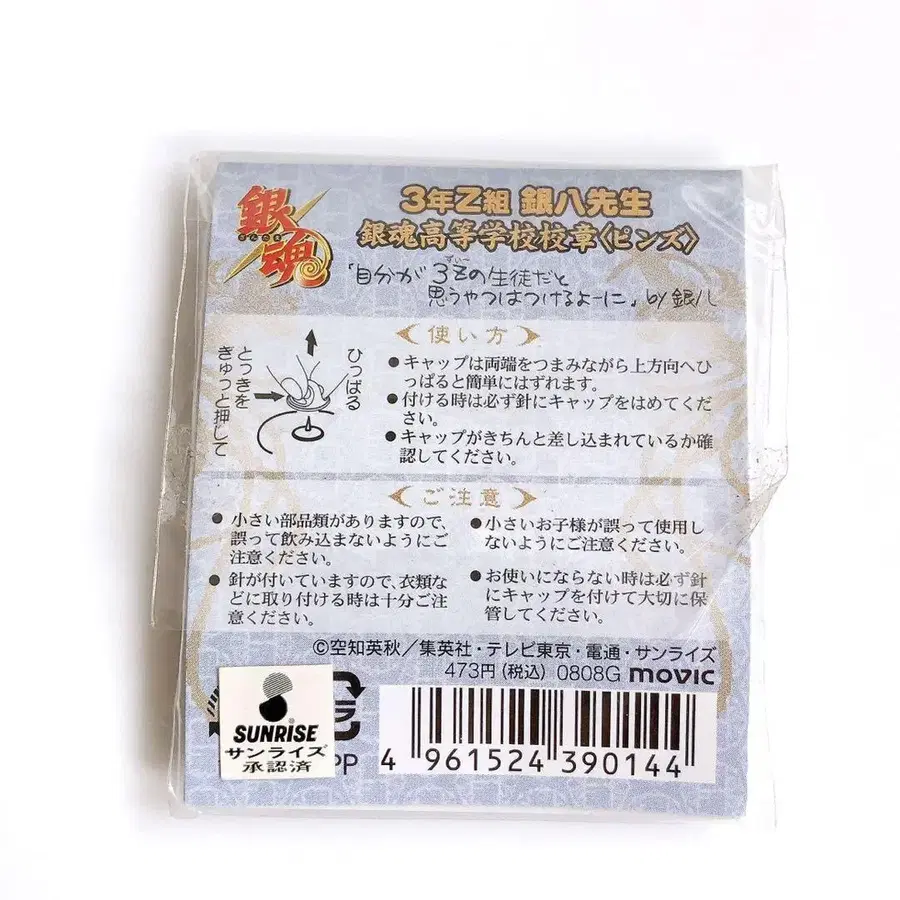 銀魂
ぎんたま
3年Z組 銀八先生
銀魂高等学校校章〈ピンズ〉
「自分が3Zの生徒だと
ずぃー
思うやつはつけるよーに」by銀八
使い方
ひっぱる
とっきを
ぎゅっと押して
●キャップは両端をつまみながら上方向へひ
っぱると簡単にはずれます。
●付ける時は必ず針にキャップをはめてくだ
さい。
●キャップがきちんと差し込まれているか確
認してください。
ご注意
●小さい部品類がありますので、
誤って飲み込まないようにご
注意ください。
●針が付いていますので、衣類な
どに取り付ける時は十分ご注
意ください。
●小さいお子様が誤って使用し
ないようにご注意ください。
●お使いにならない時は必ず針
にキャップを付けて大切に保
管してください。
©空知英秋／集英社・テレビ東京・電通・サンライズ
473円(税込) 0808G movic
SUNRISE
サンライズ
承認済
プラ
PP
4 961524 390144